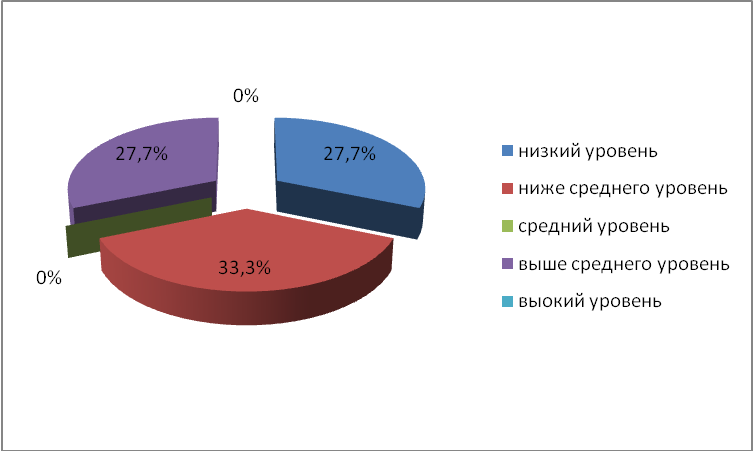 0%
27,7%
27,7%
33,3%
0%
низкий уровень
ниже среднего уровень
средний уровень
выше среднего уровень
выокий уровень